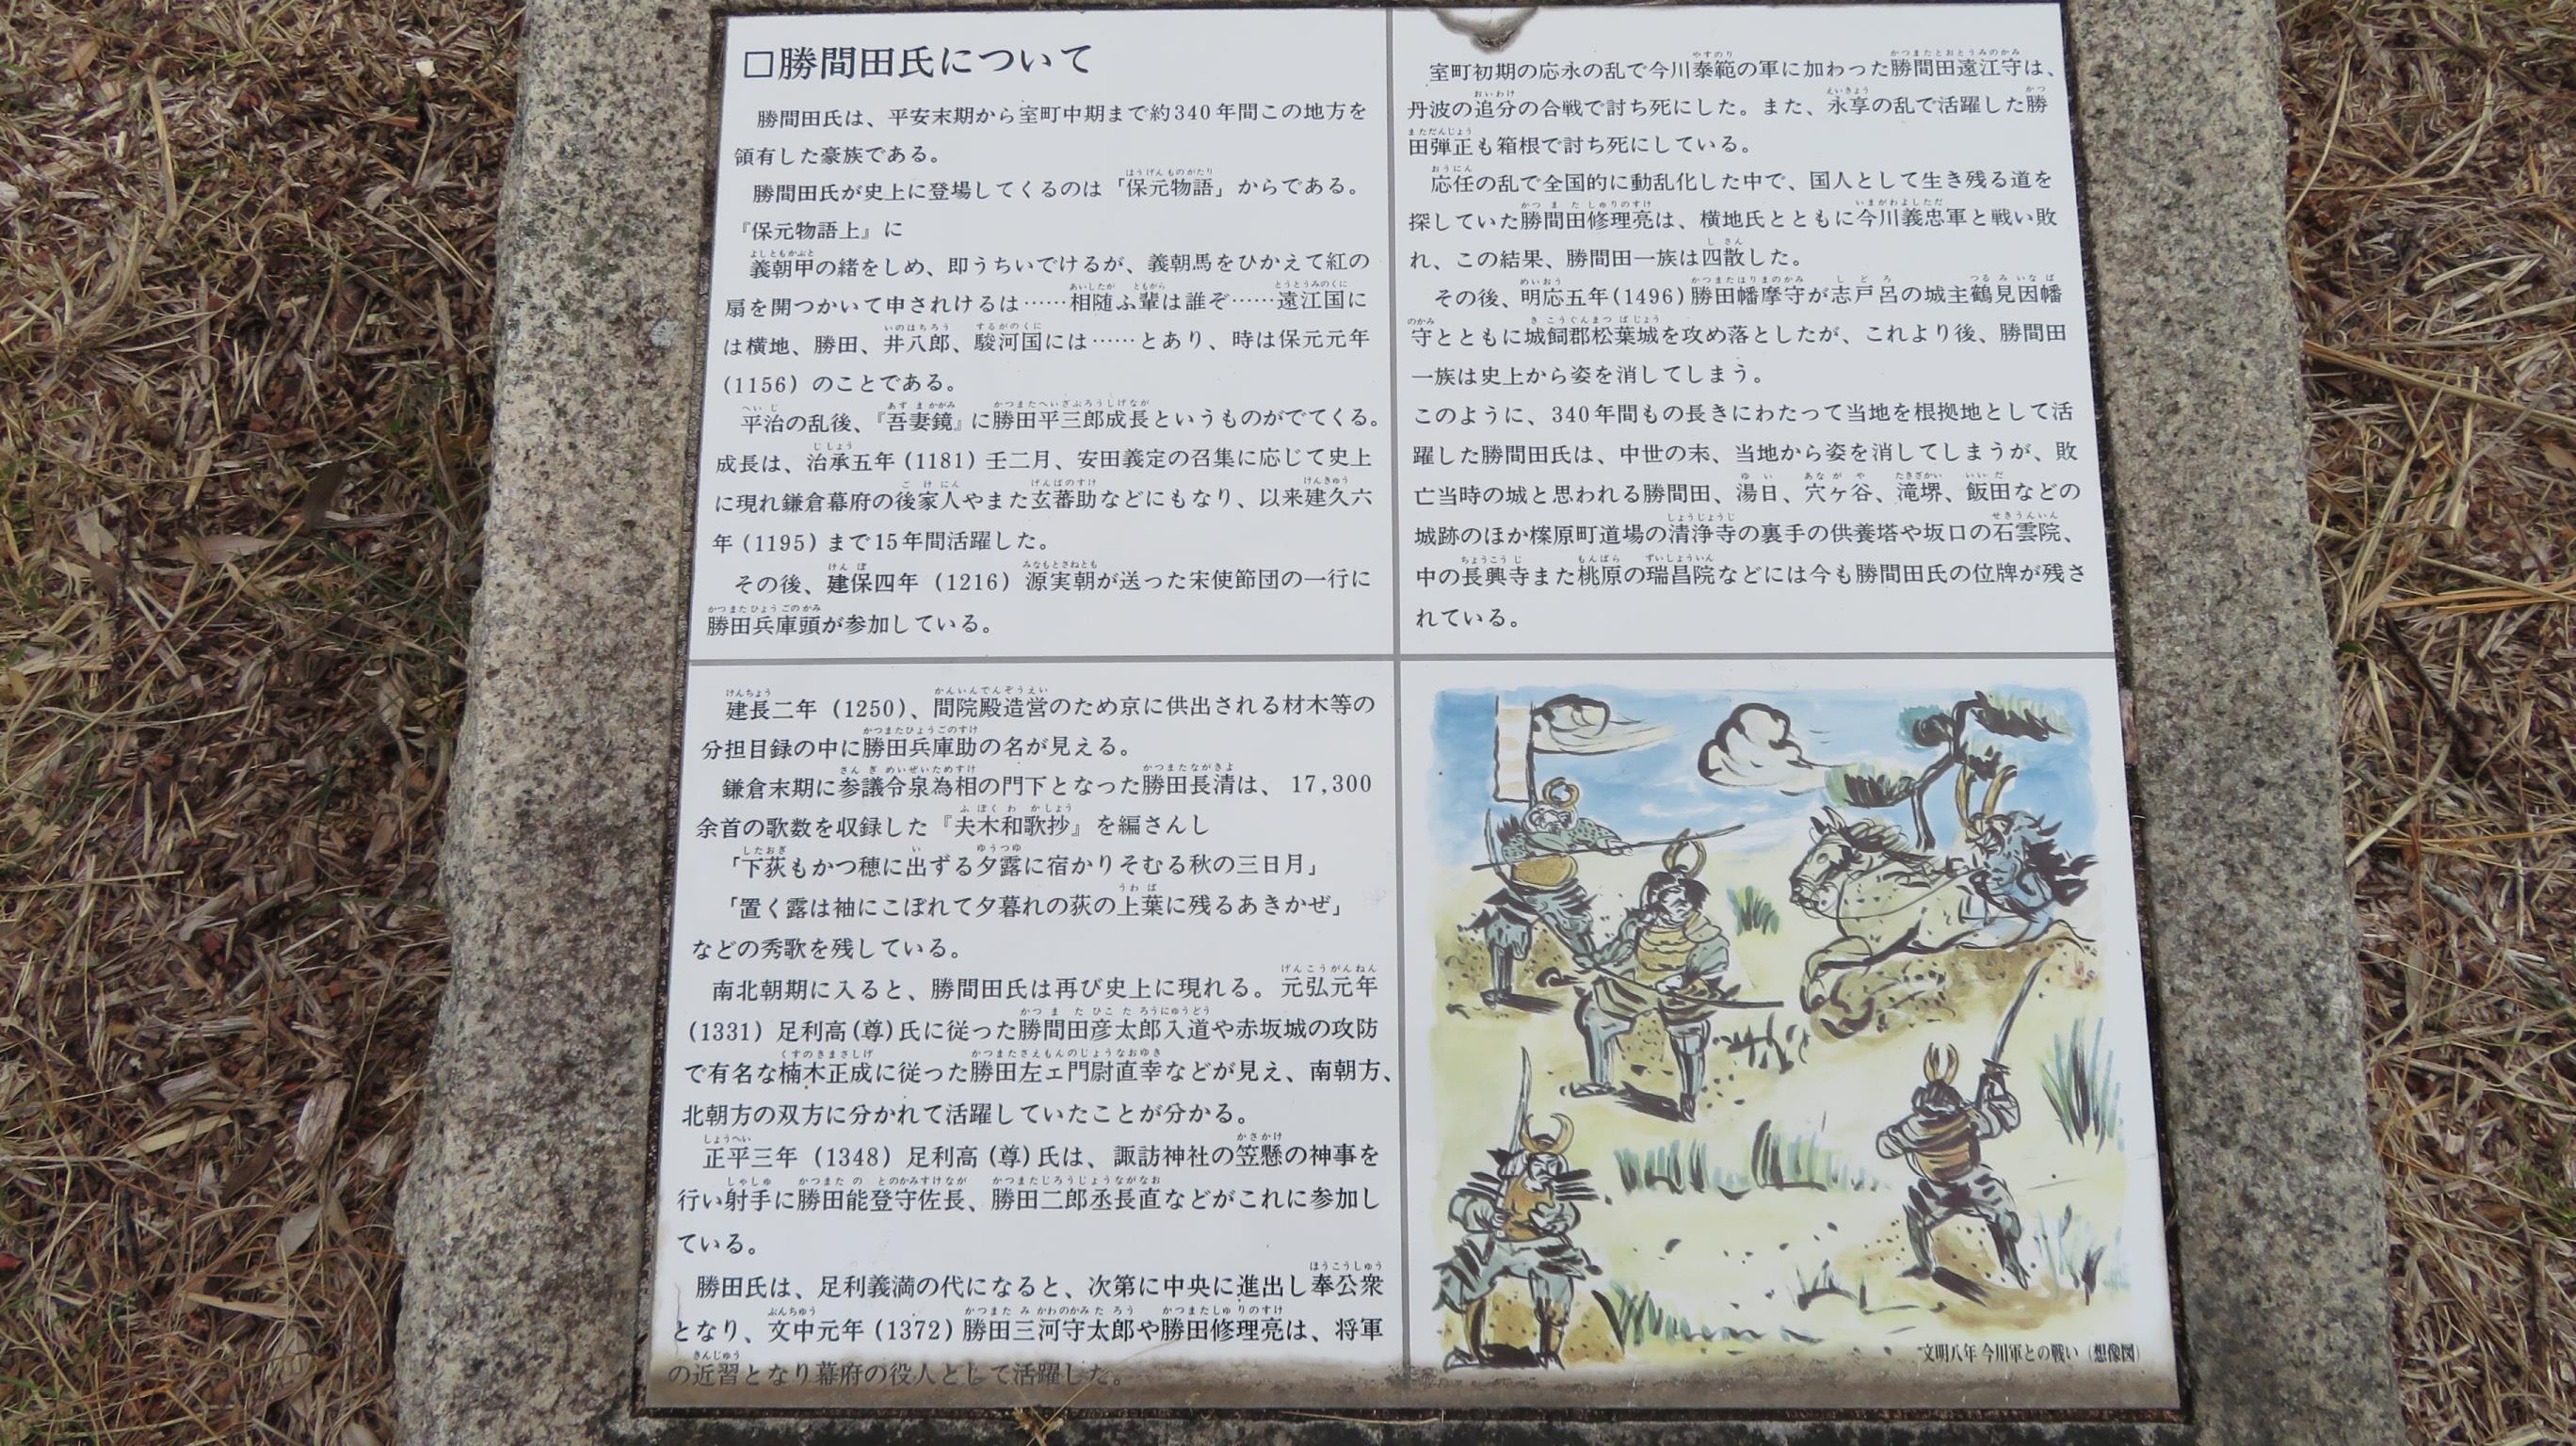 □勝間田氏について
勝間田氏は、平安末期から室町中期まで約340年間この地方を
領有した豪族である。
勝間田氏が史上に登場してくるのは「保元物語」からである。
『保元物語上』に
義朝甲の緒をしめ、即うちいでけるが、義朝馬をひかえて紅の
扇を開つかいて申されけるは……相随ふ輩は誰ぞ……遠江国に
は横地、勝田、井八郎、駿河国には……とあり、時は保元元年
(1156) のことである。
平治の乱後、『吾妻鏡』に勝田平三郎成長というものがでてくる。
成長は、治承五年 (1181) 壬二月、安田義定の召集に応じて史上
に現れ鎌倉幕府の後家人やまた玄蕃助などにもなり、以来建久六
年 (1195) まで15年間活躍した。
その後、建保四年 (1216) 源実朝が送った宋使節団の一行に
勝田兵庫頭が参加している。
建長二年 (1250)、間院殿造営のため京に供出される材木等の
分担目録の中に勝田兵庫助の名が見える。
鎌倉末期に参議令泉為相の門下となった勝田長清は、17,300
余首の歌数を収録した『夫木和歌抄』を編さんし
「下荻もかつ穂に出ずる夕露に宿かりそむる秋の三日月」
「置く露は袖にこぼれて夕暮れの荻の上葉に残るあきかぜ」
などの秀歌を残している。
南北朝期に入ると、勝間田氏は再び史上に現れる。元弘元年
(1331) 足利高(尊)氏に従った勝間田彦太郎入道や赤坂城の攻防
で有名な楠木正成に従った勝田左ェ門尉直幸などが見え、南朝方、
北朝方の双方に分かれて活躍していたことが分かる。
正平三年 (1348) 足利高(尊)氏は、諏訪神社の笠懸の神事を
行い射手に勝田能登守佐長、勝田二郎丞長直などがこれに参加し
ている。
勝田氏は、足利義満の代になると、次第に中央に進出し奉公衆
となり、文中元年 (1372) 勝田三河守太郎や勝田修理亮は、将軍
の近習となり幕府の役人として活躍した。
室町初期の応永の乱で今川泰範の軍に加わった勝間田遠江守は、
丹波の追分の合戦で討ち死にした。また、永享の乱で活躍した勝
田弾正も箱根で討ち死にしている。
応任の乱で全国的に動乱化した中で、国人として生き残る道を
探していた勝間田修理亮は、横地氏とともに今川義忠軍と戦い敗
れ、この結果、勝間田一族は四散した。
その後、明応五年(1496)勝田幡摩守が志戸呂の城主鶴見因幡
守とともに城飼郡松葉城を攻め落としたが、これより後、勝間田
一族は史上から姿を消してしまう。
このように、340年間もの長きにわたって当地を根拠地として活
躍した勝間田氏は、中世の末、当地から姿を消してしまうが、敗
亡当時の城と思われる勝間田、湯日、穴ヶ谷、滝堺、飯田などの
城跡のほか榛原町道場の清浄寺の裏手の供養塔や坂口の石雲院、
中の長興寺また桃原の瑞昌院などには今も勝間田氏の位牌が残さ
れている。
文明八年 今川軍との戦い (想像図)